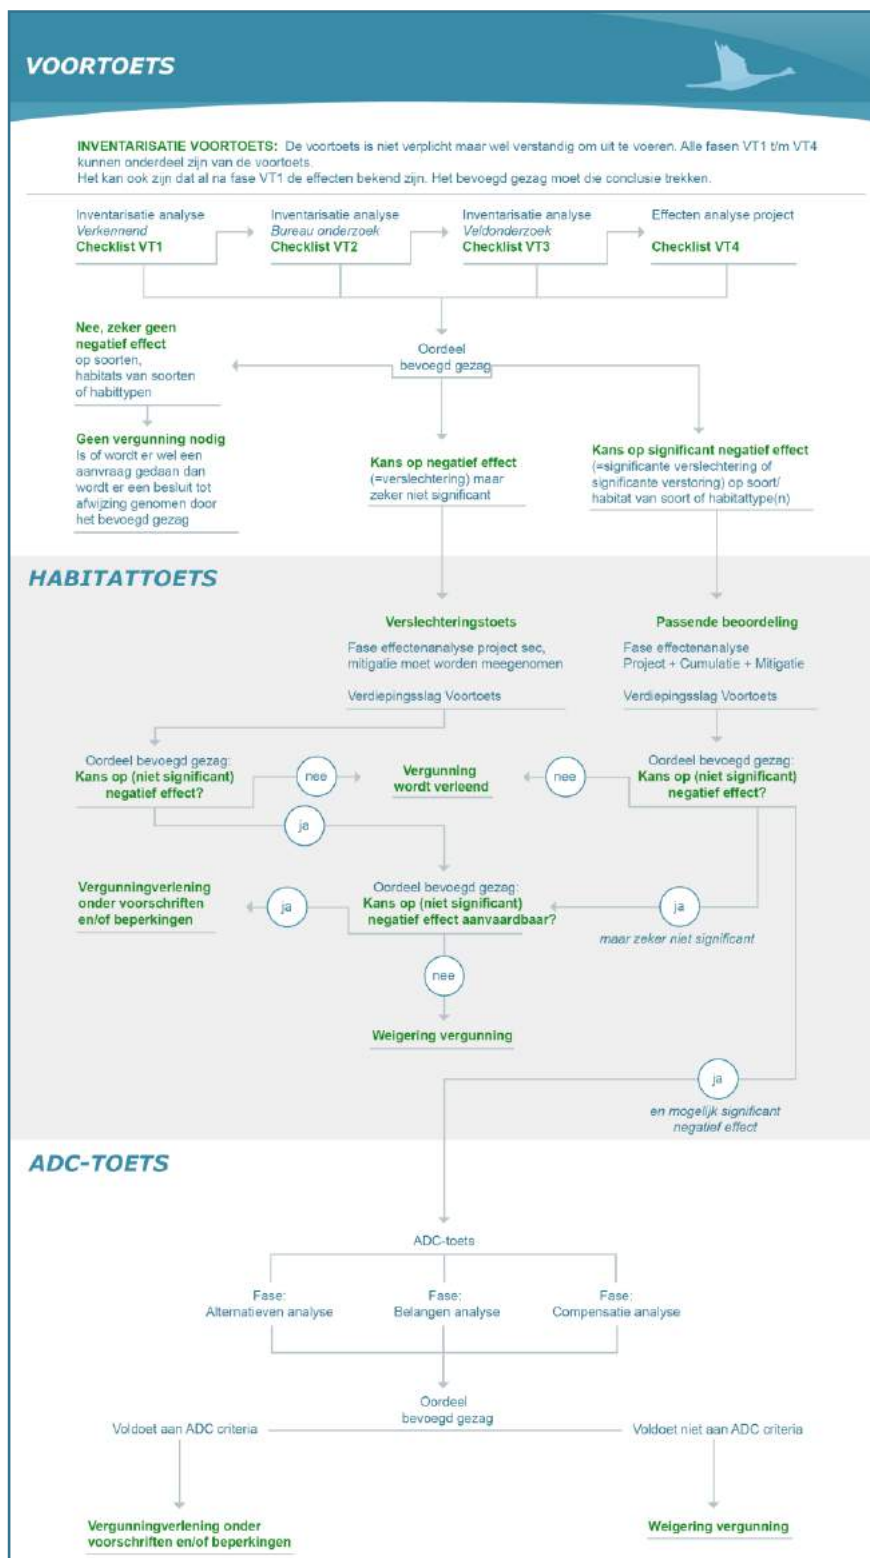 VOORTOETS
INVENTARISATIE VOORTOETS: De voortoets is niet verplicht maar wel verstandig om uit te voeren. Alle fasen VT1 t/m VT4
kunnen onderdeel zijn van de voortoets.
Het kan ook zijn dat al na fase VT1 de effecten bekend zijn. Het bevoegd gezag moet die conclusie trekken.
Inventarisatie analyse
Verkennend
Checklist VT1
Inventarisatie analyse
Bureau onderzoek
Checklist VT2
Inventarisatie analyse
Veldonderzoek
Checklist VT3
Effecten analyse project
Checklist VT4
Oordeel
bevoegd gezag
Nee, zeker geen
negatief effect
op soorten,
habitats van soorten
of habittypen
Geen vergunning nodig
Is of wordt er wel een
aanvraag gedaan dan
wordt er een besluit tot
afwijzing genomen door
het bevoegd gezag
Kans op negatief effect
(=verslechtering) maar
zeker niet significant
Kans op significant negatief effect
(=significante verslechtering of
significante verstoring) op soort/
habitat van soort of habitattype(n)
HABITATTOETS
Verslechteringstoets
Fase effectenanalyse project sec,
mitigatie moet worden meegenomen
Verdiepingsslag Voortoets
Passende beoordeling
Fase effectenanalyse
Project + Cumulatie + Mitigatie
Verdiepingsslag Voortoets
Oordeel bevoegd gezag:
Kans op (niet significant)
negatief effect?
nee
Vergunning
wordt verleend
nee
Oordeel bevoegd gezag:
Kans op (niet significant)
negatief effect?
ja
Vergunningverlening
onder voorschriften
en/of beperkingen
ja
Oordeel bevoegd gezag:
Kans op (niet significant)
negatief effect aanvaardbaar?
ja
maar zeker niet significant
nee
Weigering vergunning
ja
en mogelijk significant
negatief effect
ADC-TOETS
ADC-toets
Fase:
Alternatieven analyse
Fase:
Belangen analyse
Fase:
Compensatie analyse
Oordeel
bevoegd gezag
Voldoet aan ADC criteria
Voldoet niet aan ADC criteria
Vergunningverlening onder
voorschriften en/of beperkingen
Weigering vergunning